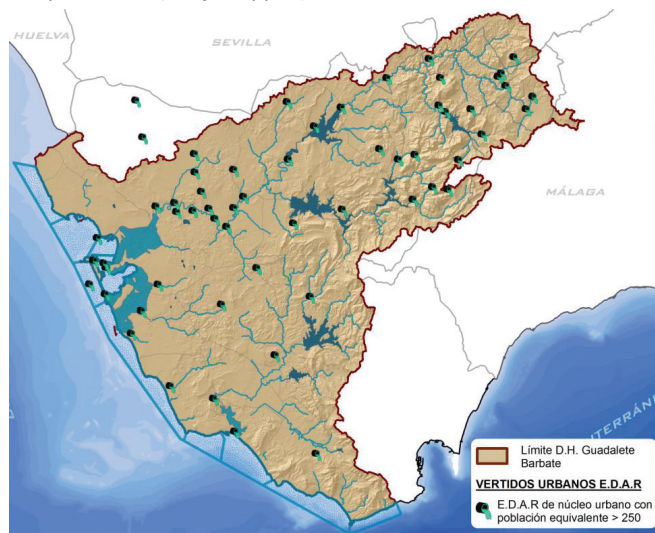 HUELVA
SEVILLA
MÁLAGA
Límite D.H. Guadalete
Barbate
VERTIDOS URBANOS E.D.A.R
E.D.A.R de núcleo urbano con
población equivalente > 250